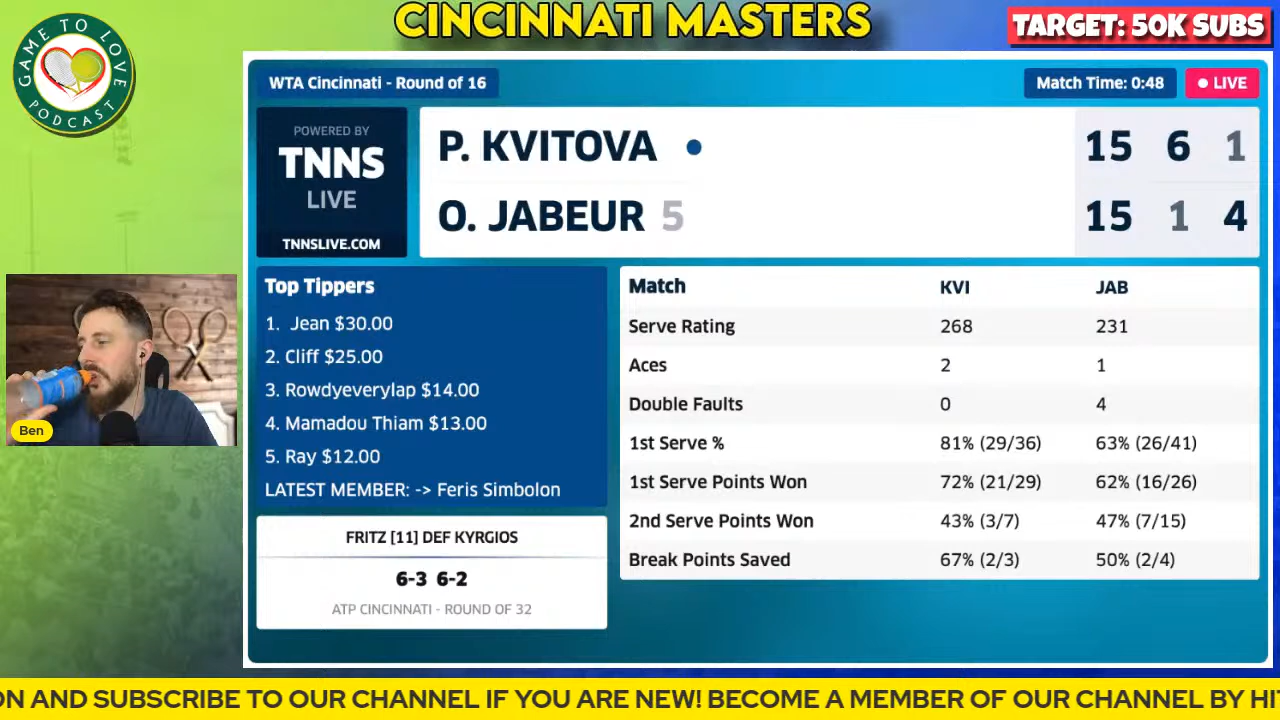 GAME TO LOVE
PODCAST
CINCINNATI MASTERS
TARGET: 50K SUBS
WTA Cincinnati - Round of 16
Match Time: 0:48
LIVE
POWERED BY
TNNS
LIVE
TNNSLIVE.COM
P. KVITOVA 15 6 1
O. JABEUR 5 15 1 4
Top Tippers
1. Jean $30.00
2. Cliff $25.00
3. Rowdyeverylap $14.00
4. Mamadou Thiam $13.00
5. Ray $12.00
LATEST MEMBER: -> Feris Simbolon
FRITZ [11] DEF KYRGIOS
6-3 6-2
ATP CINCINNATI - ROUND OF 32
Match KVI JAB
Serve Rating 268 231
Aces 2 1
Double Faults 0 4
1st Serve % 81% (29/36) 63% (26/41)
1st Serve Points Won 72% (21/29) 62% (16/26)
2nd Serve Points Won 43% (3/7) 47% (7/15)
Break Points Saved 67% (2/3) 50% (2/4)
Ben
ON AND SUBSCRIBE TO OUR CHANNEL IF YOU ARE NEW! BECOME A MEMBER OF OUR CHANNEL BY HI